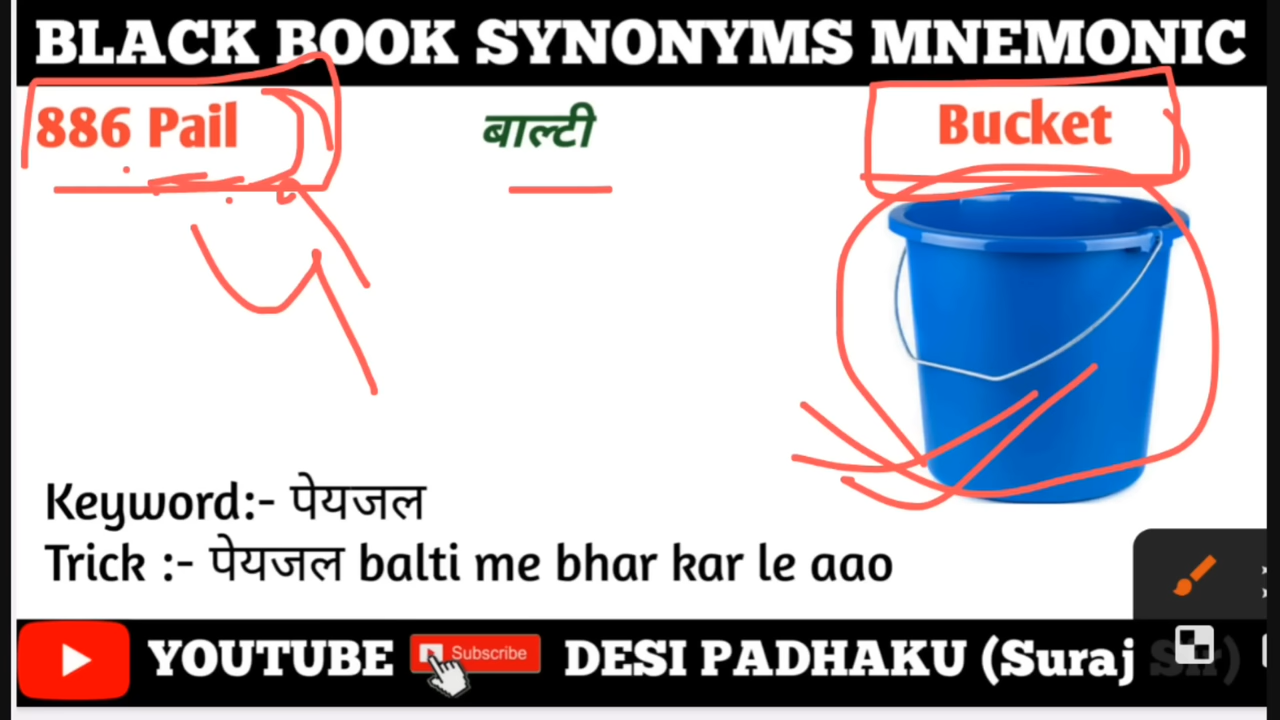 BLACK BOOK SYNONYMS MNEMONIC
886 Pail बाल्टी Bucket
Keyword:- पेयजल
Trick :- पेयजल balti me bhar kar le aao
YOUTUBE Subscribe DESI PADHAKU (Suraj Sir)